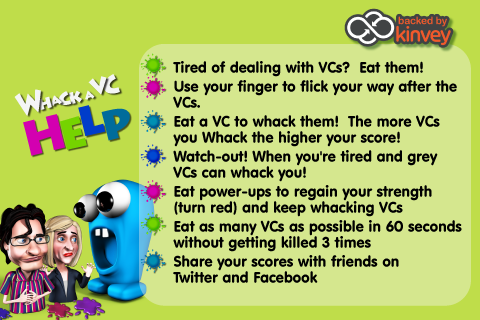 backed by
kinvey
WHACK A VC
HELP
Tired of dealing with VCs? Eat them!
Use your finger to flick your way after the
VCs.
Eat a VC to whack them! The more VCs
you Whack the higher your score!
Watch-out! When you're tired and grey
VCs can whack you!
Eat power-ups to regain your strength
(turn red) and keep whacking VCs
Eat as many VCs as possible in 60 seconds
without getting killed 3 times
Share your scores with friends on
Twitter and Facebook